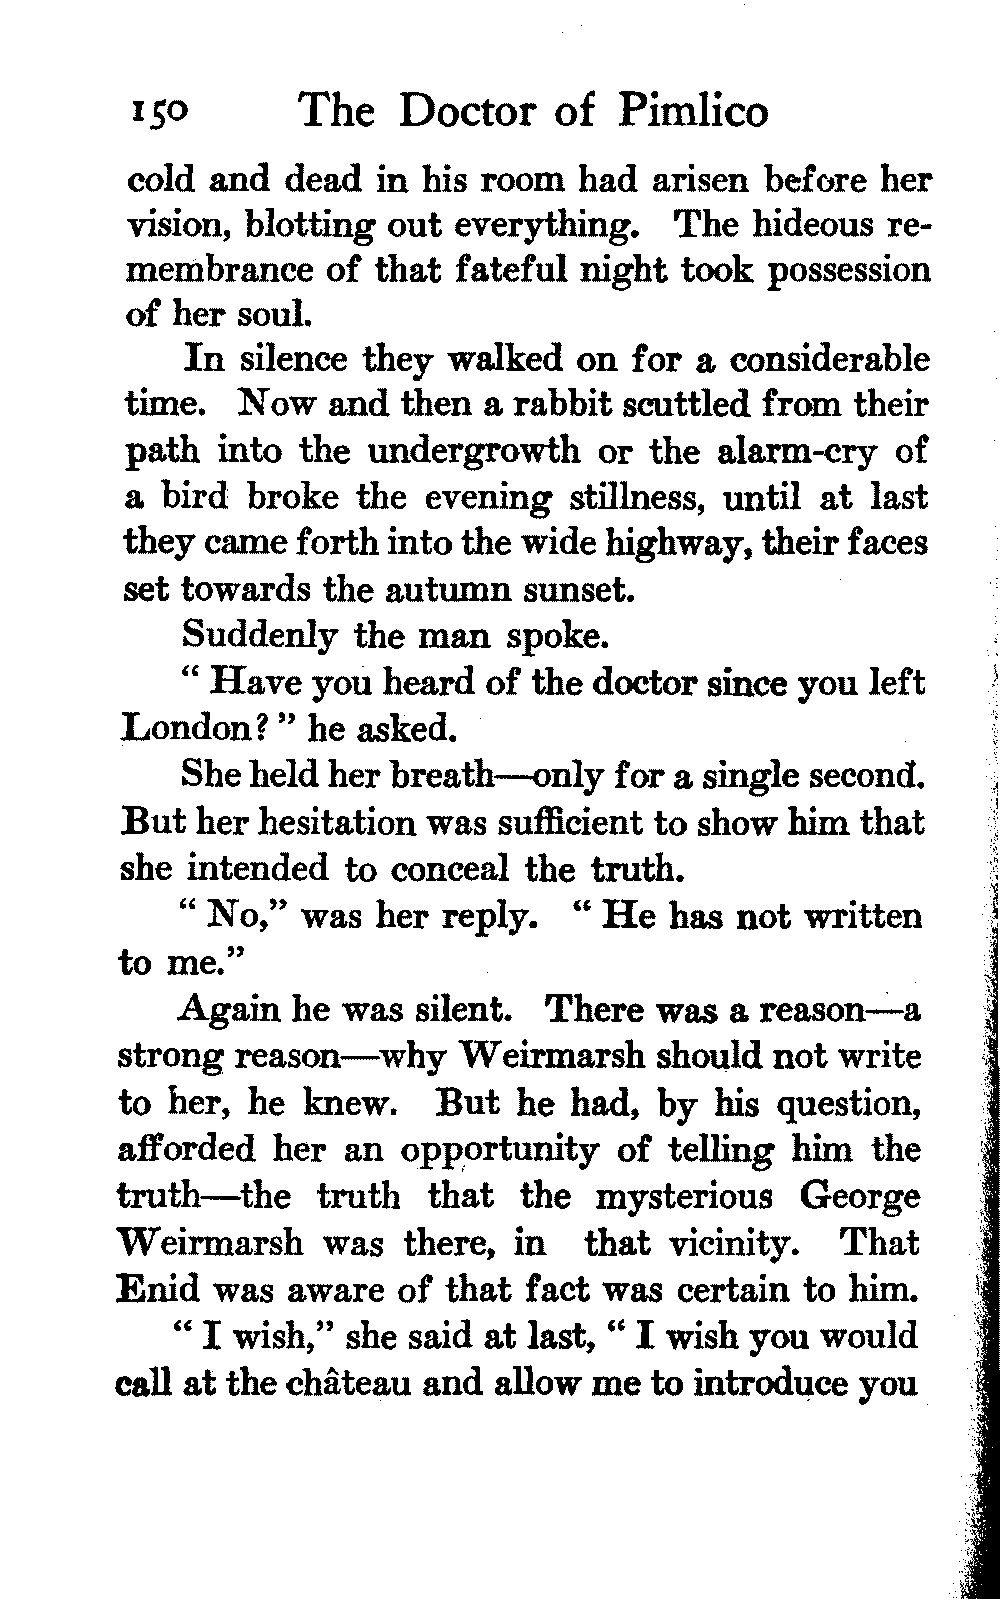 150 The Doctor of Pimlico
cold and dead in his room had arisen before her
vision, blotting out everything. The hideous re-
membrance of that fateful night took possession
of her soul.
In silence they walked on for a considerable
time. Now and then a rabbit scuttled from their
path into the undergrowth or the alarm-cry of
a bird broke the evening stillness, until at last
they came forth into the wide highway, their faces
set towards the autumn sunset.
Suddenly the man spoke.
“ Have you heard of the doctor since you left
London? ” he asked.
She held her breath—only for a single second.
But her hesitation was sufficient to show him that
she intended to conceal the truth.
“ No,” was her reply. “ He has not written
to me.”
Again he was silent. There was a reason—a
strong reason—why Weirmarsh should not write
to her, he knew. But he had, by his question,
afforded her an opportunity of telling him the
truth—the truth that the mysterious George
Weirmarsh was there, in that vicinity. That
Enid was aware of that fact was certain to him.
“ I wish,” she said at last, “ I wish you would
call at the château and allow me to introduce you